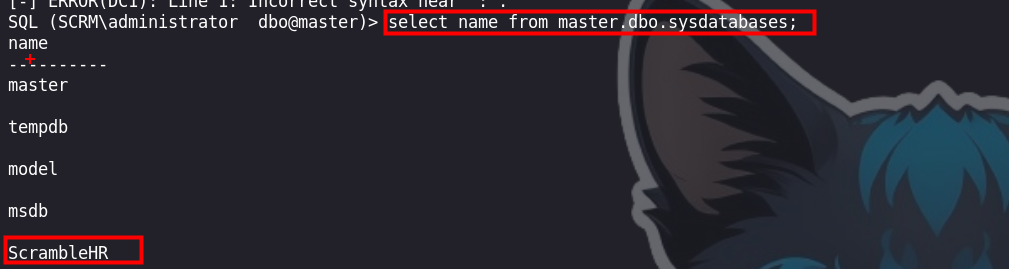 [-] ERROR(DC1): Line 1: Incorrect syntax near ':'.
SQL (SCRM\administrator  dbo@master)> select name from master.dbo.sysdatabases;
name
----------
master
tempdb
model
msdb
ScrambleHR